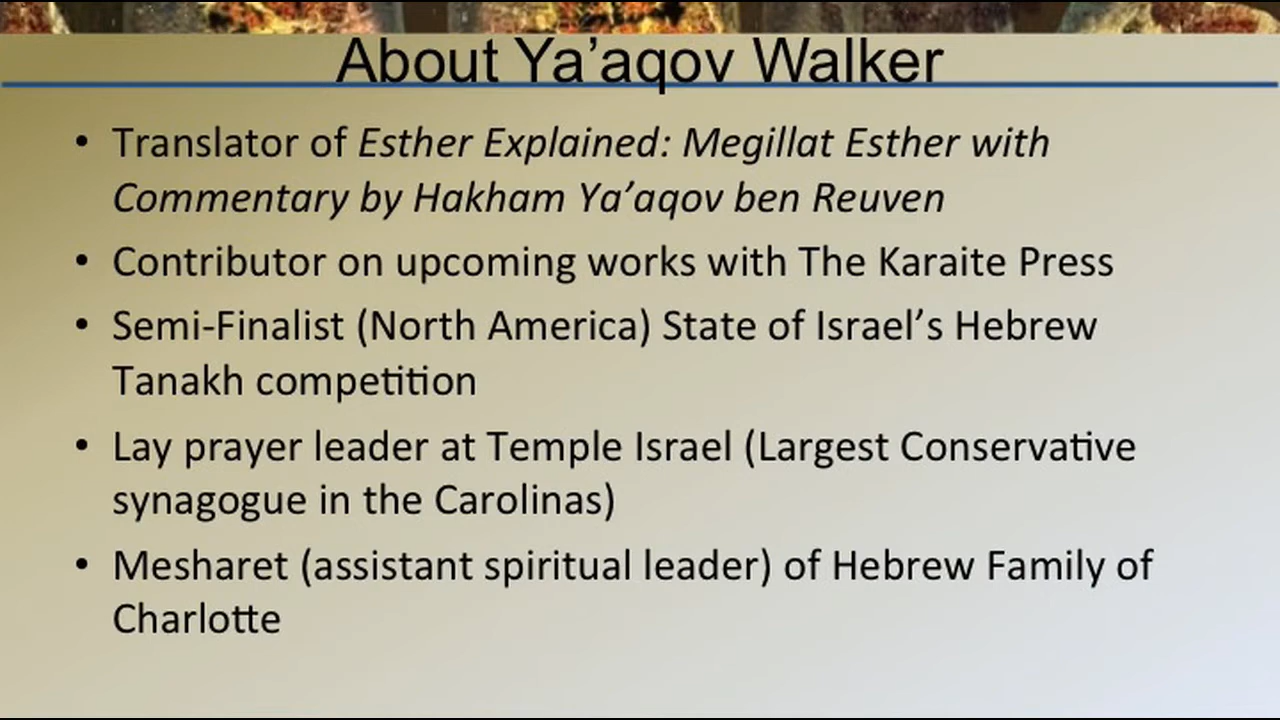 About Ya’aqov Walker
• Translator of Esther Explained: Megillat Esther with
Commentary by Hakham Ya’aqov ben Reuven
• Contributor on upcoming works with The Karaite Press
• Semi-Finalist (North America) State of Israel’s Hebrew
Tanakh competition
• Lay prayer leader at Temple Israel (Largest Conservative
synagogue in the Carolinas)
• Mesharet (assistant spiritual leader) of Hebrew Family of
Charlotte